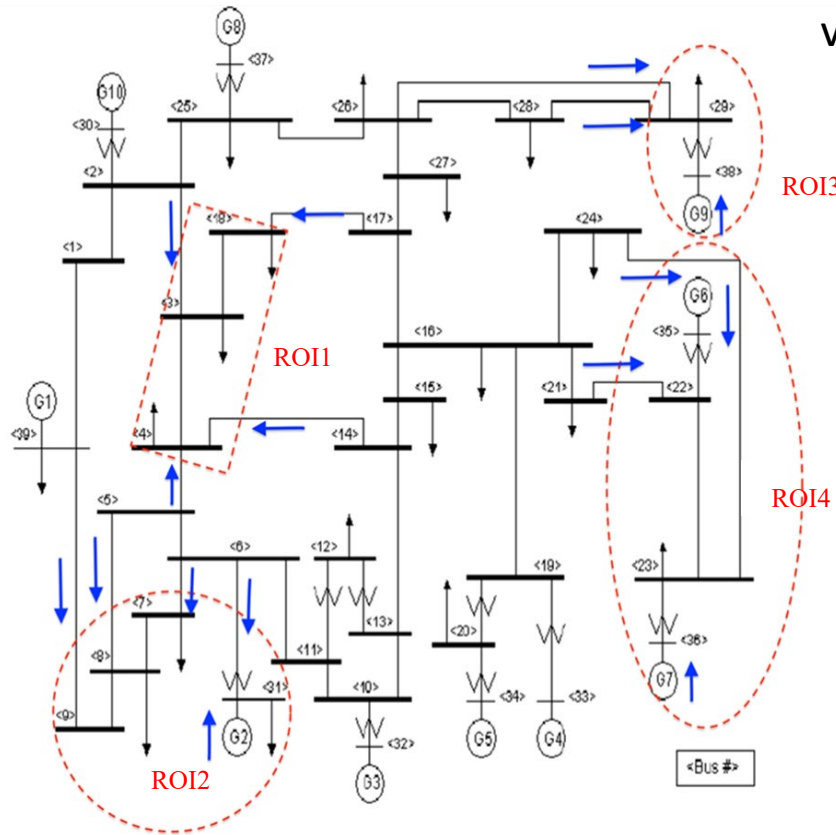 G8
V
<37>
G10
<25>
<26>
<28>
<29>
<30>
<2>
<27>
<38>
ROI3
<18>
<17>
<24>
G9
<1>
G6
<3>
<16>
<35>
ROI1
<15>
<21>
<22>
G1
<39>
<4>
<14>
<5>
ROI4
<6>
<12>
<19>
<23>
<7>
<13>
<20>
<8>
<11>
<36>
<31>
<10>
<34>
<33>
G7
<9>
G2
<32>
G5
G4
<Bus #>
ROI2
G3